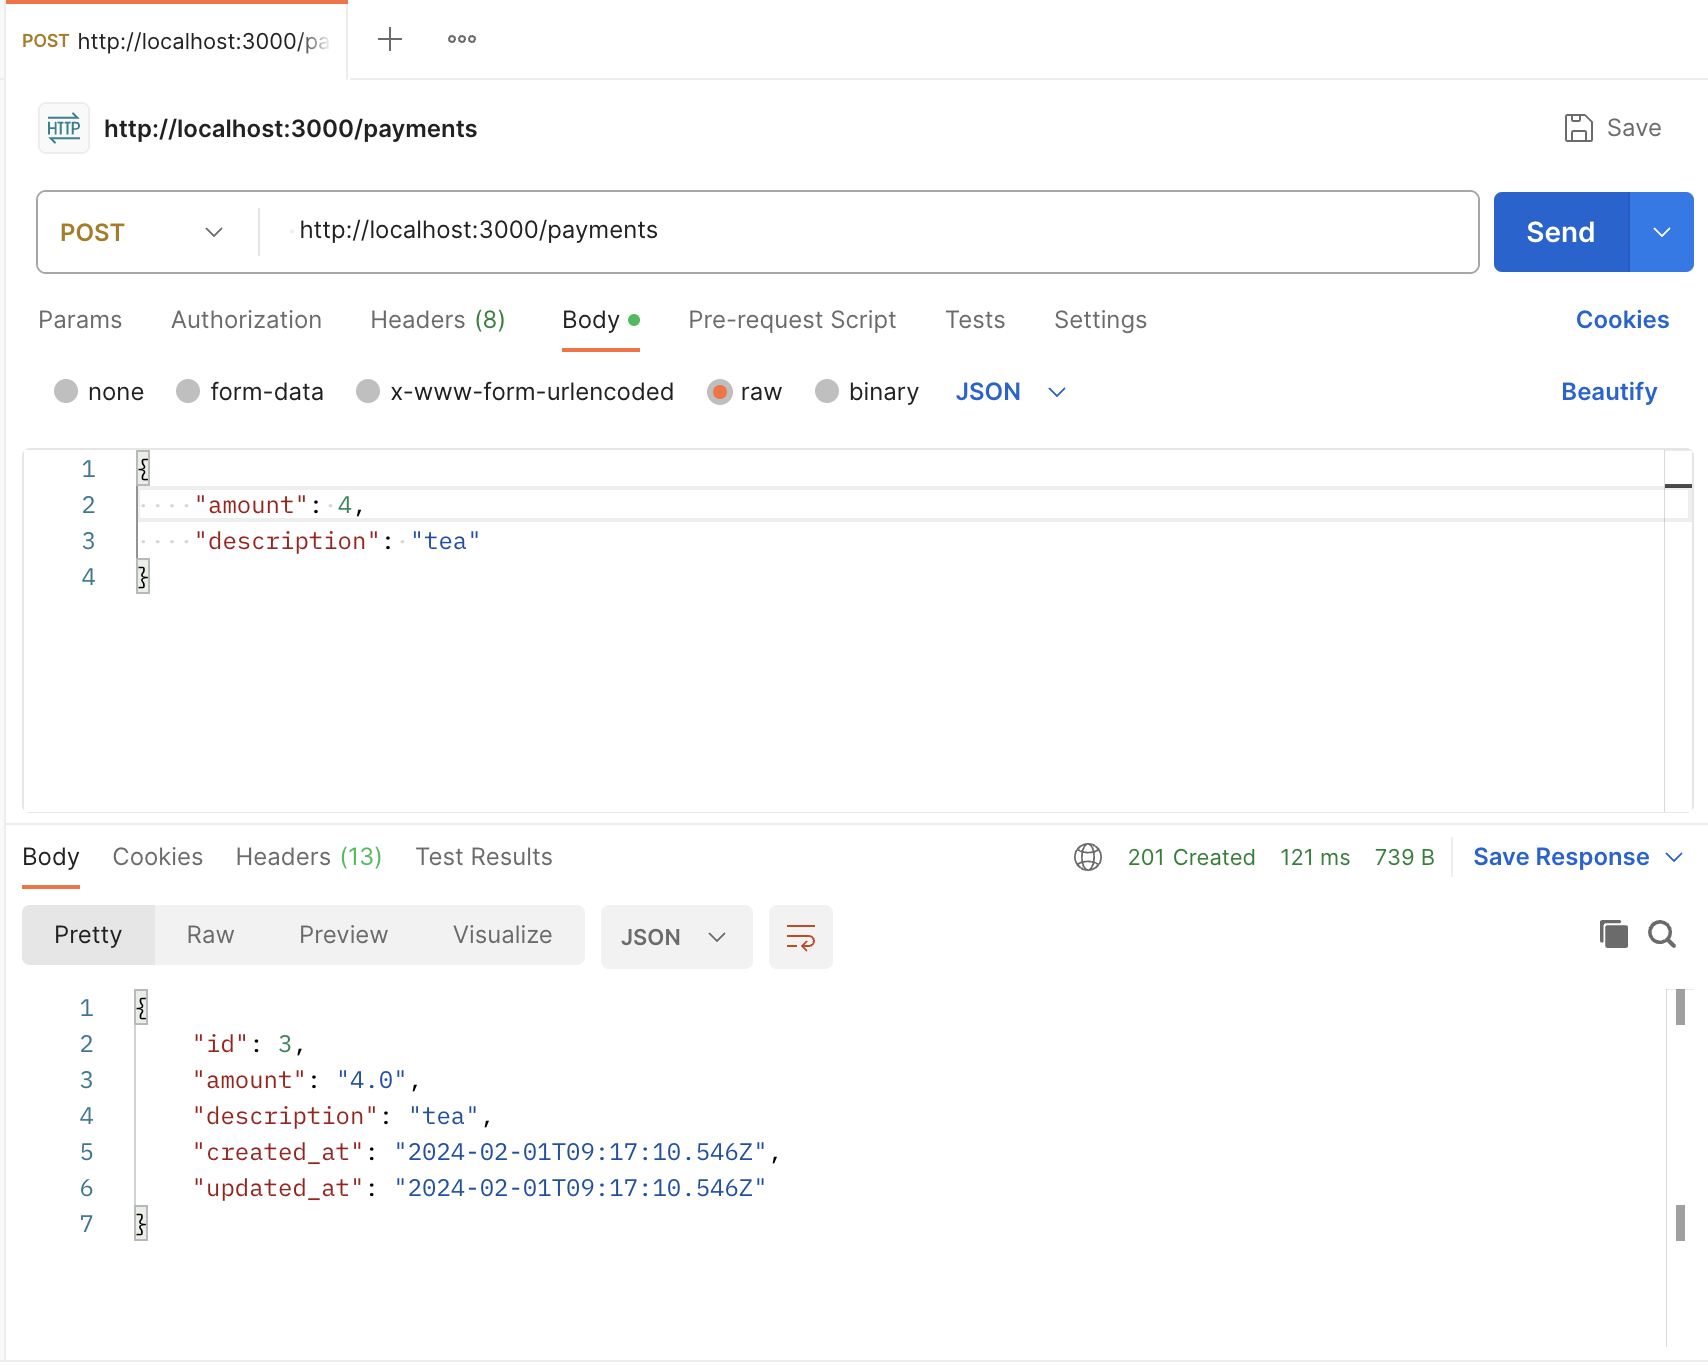 POST http://localhost:3000/pa
HTTP http://localhost:3000/payments Save
POST http://localhost:3000/payments Send
Params Authorization Headers (8) Body Pre-request Script Tests Settings Cookies
none form-data x-www-form-urlencoded raw binary JSON Beautify
1 {
2 "amount": 4,
3 "description": "tea"
4 }
Body Cookies Headers (13) Test Results 201 Created 121 ms 739 B Save Response
Pretty Raw Preview Visualize JSON
1 {
2 "id": 3,
3 "amount": "4.0",
4 "description": "tea",
5 "created_at": "2024-02-01T09:17:10.546Z",
6 "updated_at": "2024-02-01T09:17:10.546Z"
7 }